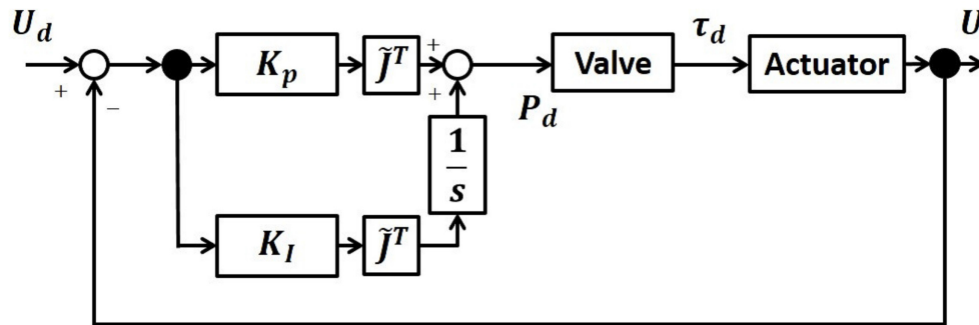 U_d
+
−
K_p
J̃^T
+
+
P_d
Valve
τ_d
Actuator
U
1
s
K_I
J̃^T